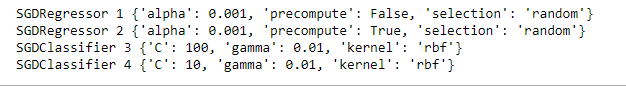 SGDRegressor 1 {'alpha': 0.001, 'precompute': False, 'selection': 'random'}
SGDRegressor 2 {'alpha': 0.001, 'precompute': True, 'selection': 'random'}
SGDClassifier 3 {'C': 100, 'gamma': 0.01, 'kernel': 'rbf'}
SGDClassifier 4 {'C': 10, 'gamma': 0.01, 'kernel': 'rbf'}